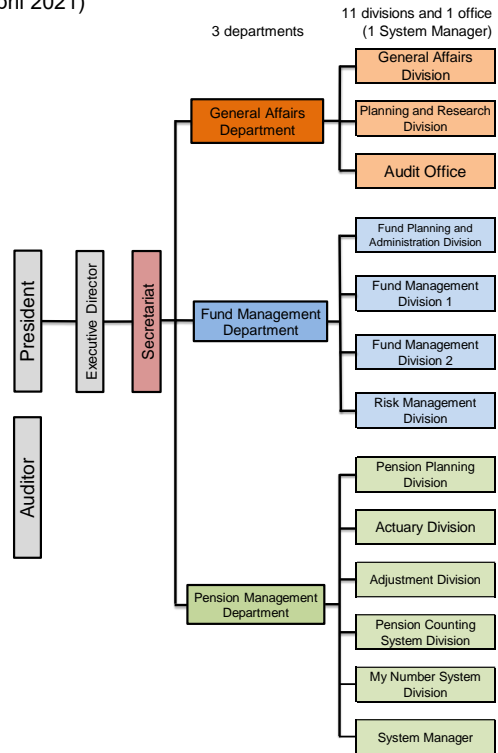 2021)
3 departments
11 divisions and 1 office
(1 System Manager)
General Affairs
Department
General Affairs
Division
Planning and Research
Division
Audit Office
President
Executive Director
Secretariat
Auditor
Fund Management
Department
Fund Planning and
Administration Division
Fund Management
Division 1
Fund Management
Division 2
Risk Management
Division
Pension Management
Department
Pension Planning
Division
Actuary Division
Adjustment Division
Pension Counting
System Division
My Number System
Division
System Manager